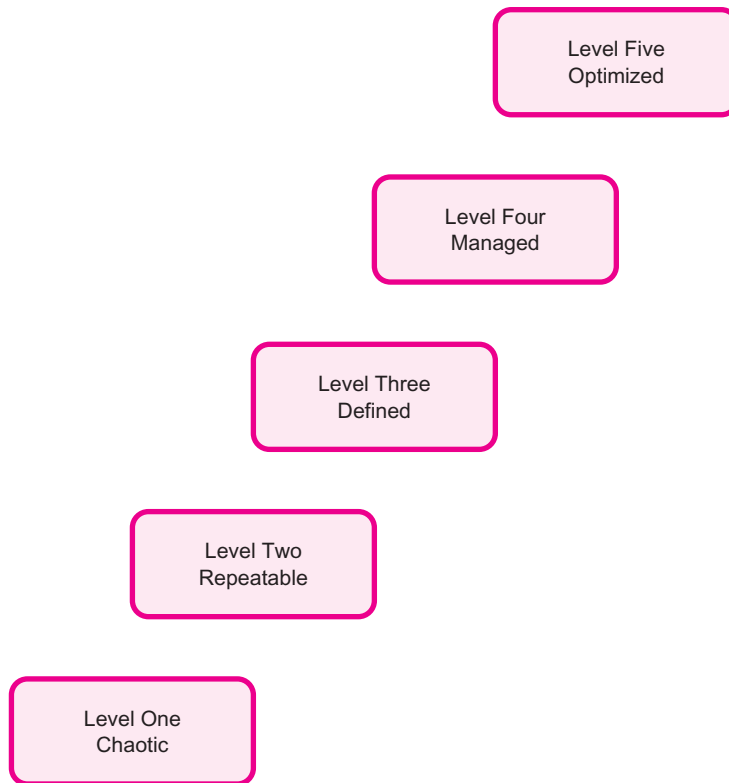 Level Five
Optimized
Level Four
Managed
Level Three
Defined
Level Two
Repeatable
Level One
Chaotic